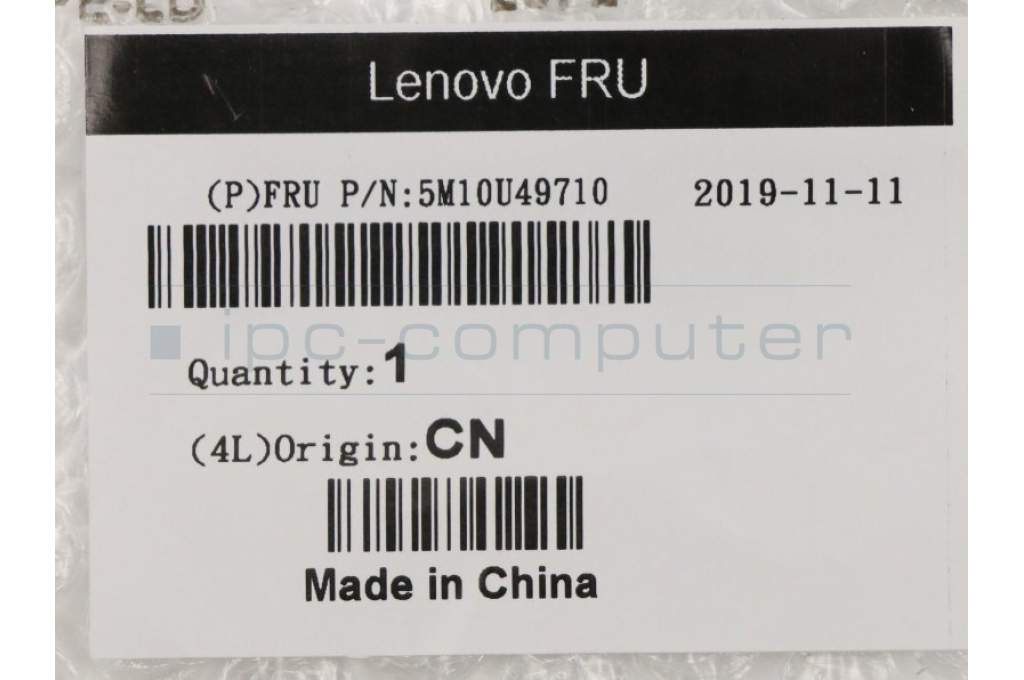 Lenovo FRU
(P)FRU P/N:5M10U49710 2019-11-11
ipc-computer
Quantity:1
(4L)Origin:CN
Made in China